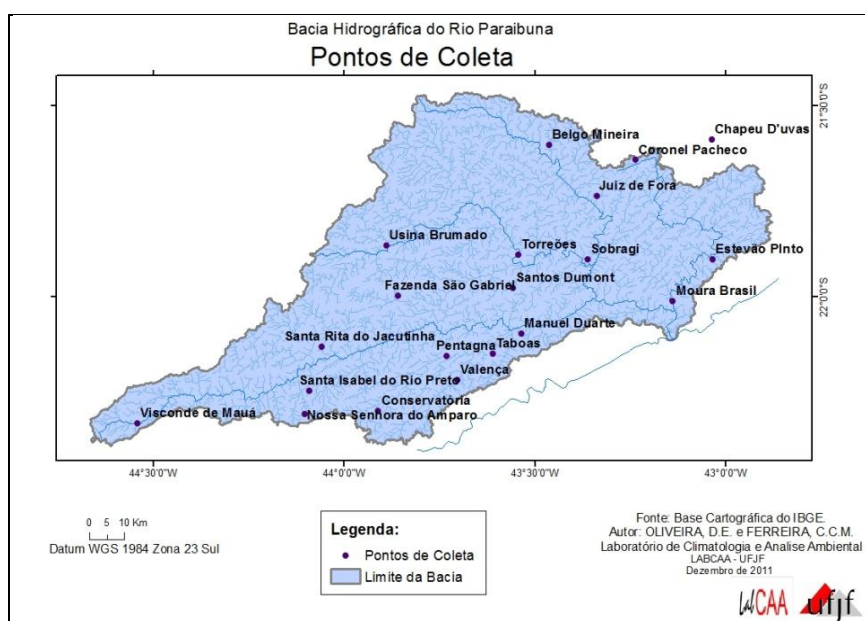 Bacia Hidrográfica do Rio Paraibuna
Pontos de Coleta
21°30'0"S
Chapeu D'uvas
Belgo Mineira
Coronel Pacheco
Juiz de Fora
Usina Brumado
Torreões
Sobragi
Estevão PInto
Fazenda São Gabriel
Santos Dumont
Moura Brasil
22°0'0"S
Manuel Duarte
Santa Rita do Jacutinha
Pentagna
Taboas
Valença
Santa Isabel do Rio Preto
Conservatória
Visconde de Mauá
Nossa Senhora do Amparo
44°30'0"W
44°0'0"W
43°30'0"W
43°0'0"W
0 5 10 Km
Datum WGS 1984 Zona 23 Sul
Legenda:
Pontos de Coleta
Limite da Bacia
Fonte: Base Cartográfica do IBGE.
Autor: OLIVEIRA, D.E. e FERREIRA, C.C.M.
Laboratório de Climatologia e Analise Ambiental
LABCAA - UFJF
Dezembro de 2011
LabCAA
ufjf